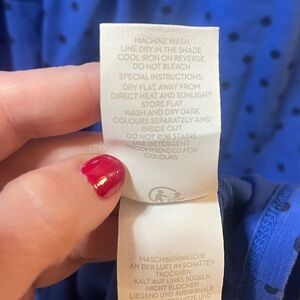 MACHINE WASH
LINE DRY IN THE SHADE
COOL IRON ON REVERSE
DO NOT BLEACH
SPECIAL INSTRUCTIONS:
DRY FLAT, AWAY FROM
DIRECT HEAT AND SUNLIGHT
STORE FLAT
WASH AND DRY DARK
COLOURS SEPARATELY AND
INSIDE OUT
DO NOT RUB STAINS
USE DETERGENT
RECOMMENDED FOR
COLOURS
MASCHINENWÄSCHE
AN DER LUFT IM SCHATTEN
TROCKNEN
KALT AUF LINKS BÜGELN
NICHT BLEICHEN
LIEGEND UND AUSSERHALB